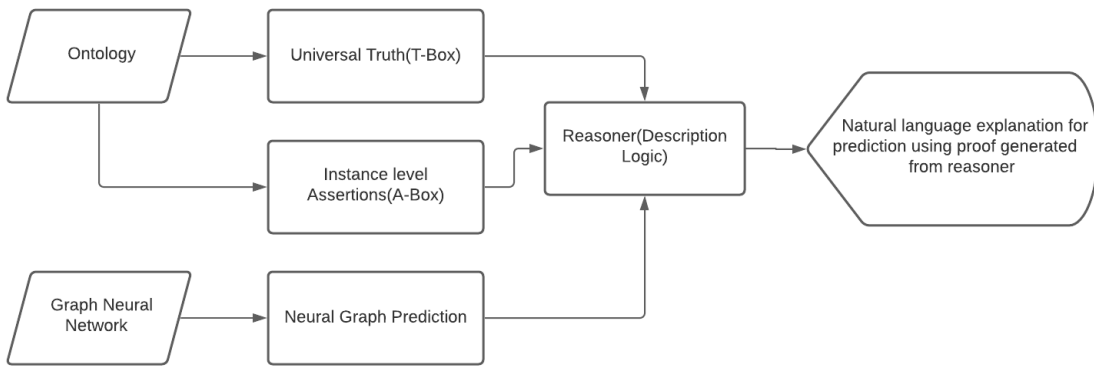 Ontology
Universal Truth(T-Box)
Instance level
Assertions(A-Box)
Reasoner(Description
Logic)
Natural language explanation for
prediction using proof generated
from reasoner
Graph Neural
Network
Neural Graph Prediction